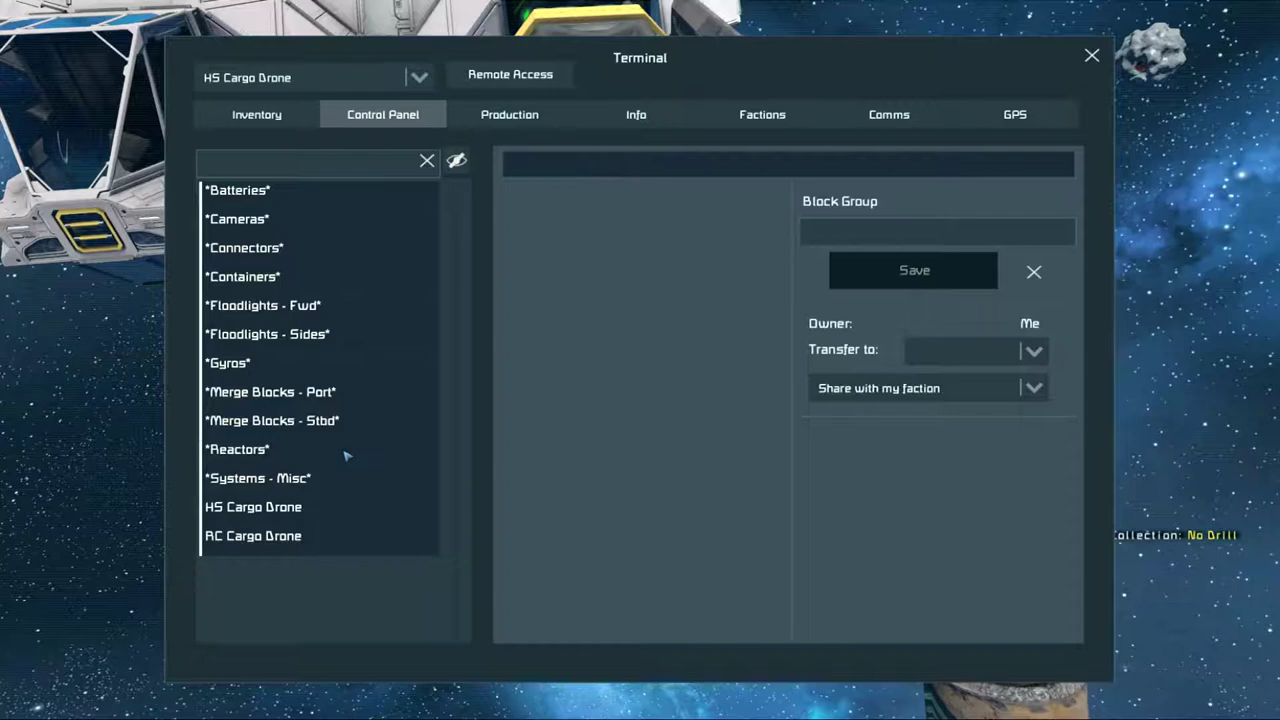 Terminal
HS Cargo Drone
Remote Access
Inventory
Control Panel
Production
Info
Factions
Comms
GPS
*Batteries*
*Cameras*
*Connectors*
*Containers*
*Floodlights - Fwd*
*Floodlights - Sides*
*Gyros*
*Merge Blocks - Port*
*Merge Blocks - Stbd*
*Reactors*
*Systems - Misc*
HS Cargo Drone
RC Cargo Drone
Block Group
Save
Owner: Me
Transfer to:
Share with my faction
ollection: No Drill